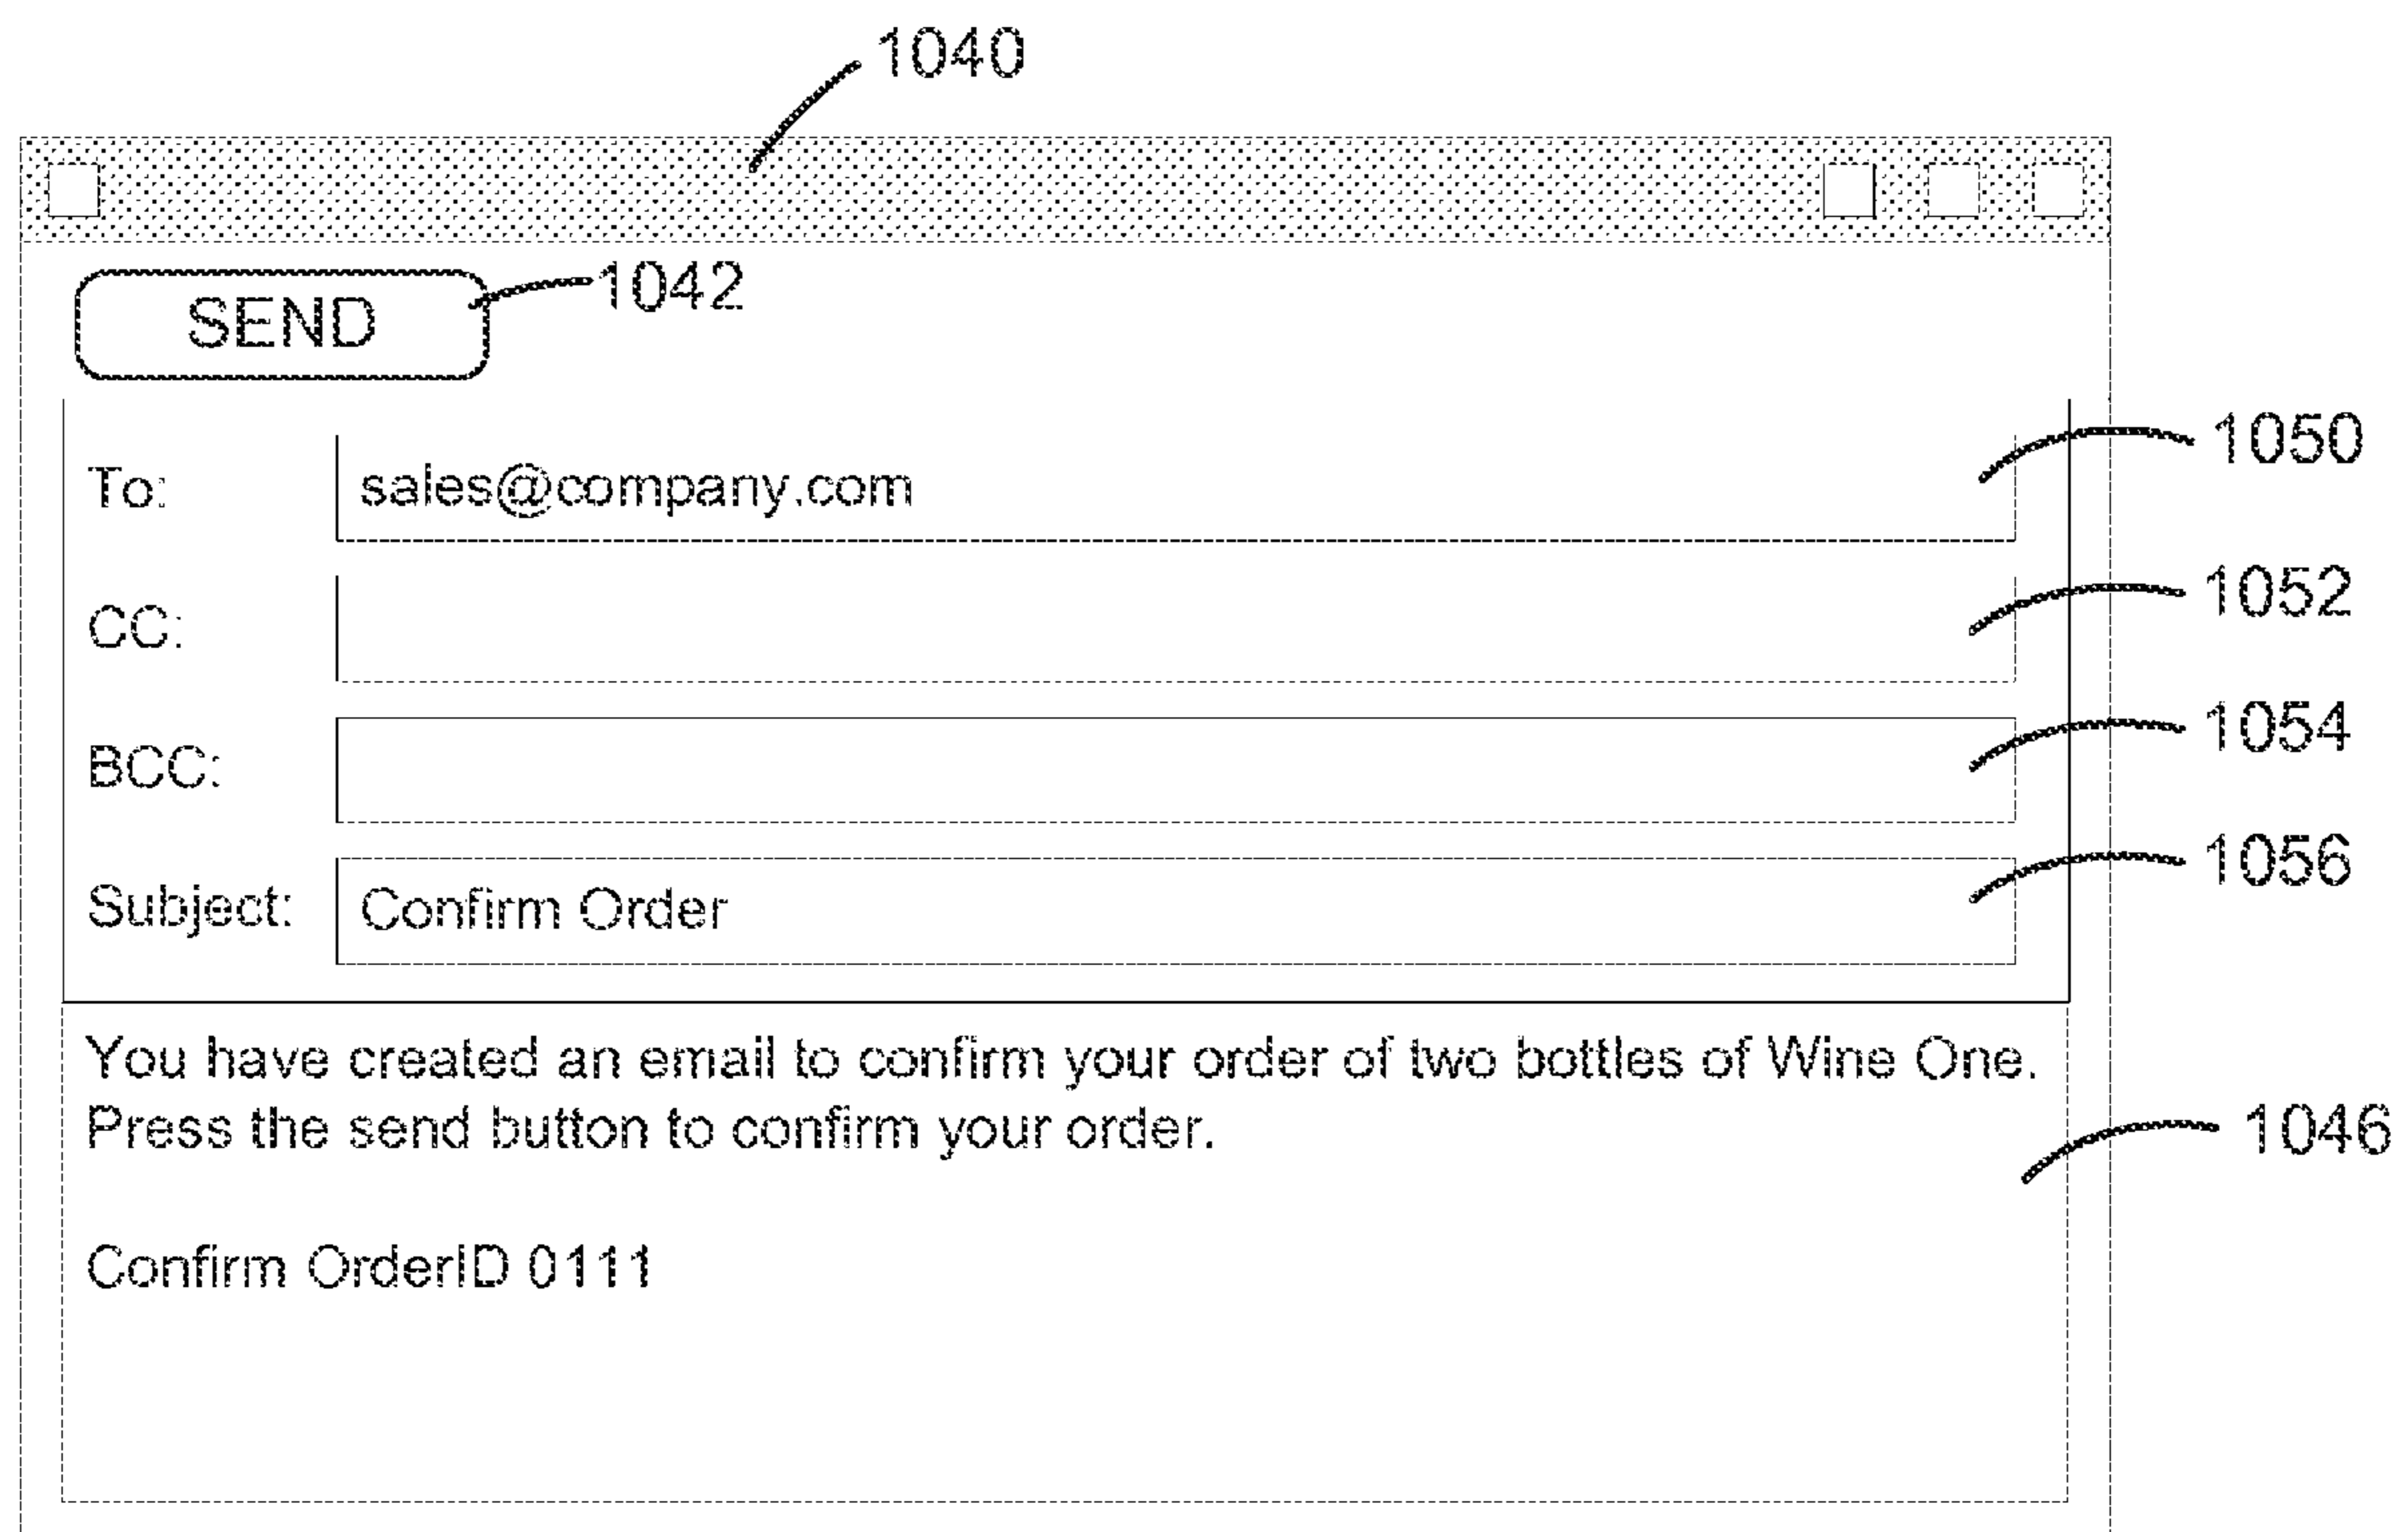 1040
SEND 1042
To: sales@company.com 1050
CC: 1052
BCC: 1054
Subject: Confirm Order 1056
You have created an email to confirm your order of two bottles of Wine One.
Press the send button to confirm your order.
1046
Confirm OrderID 0111